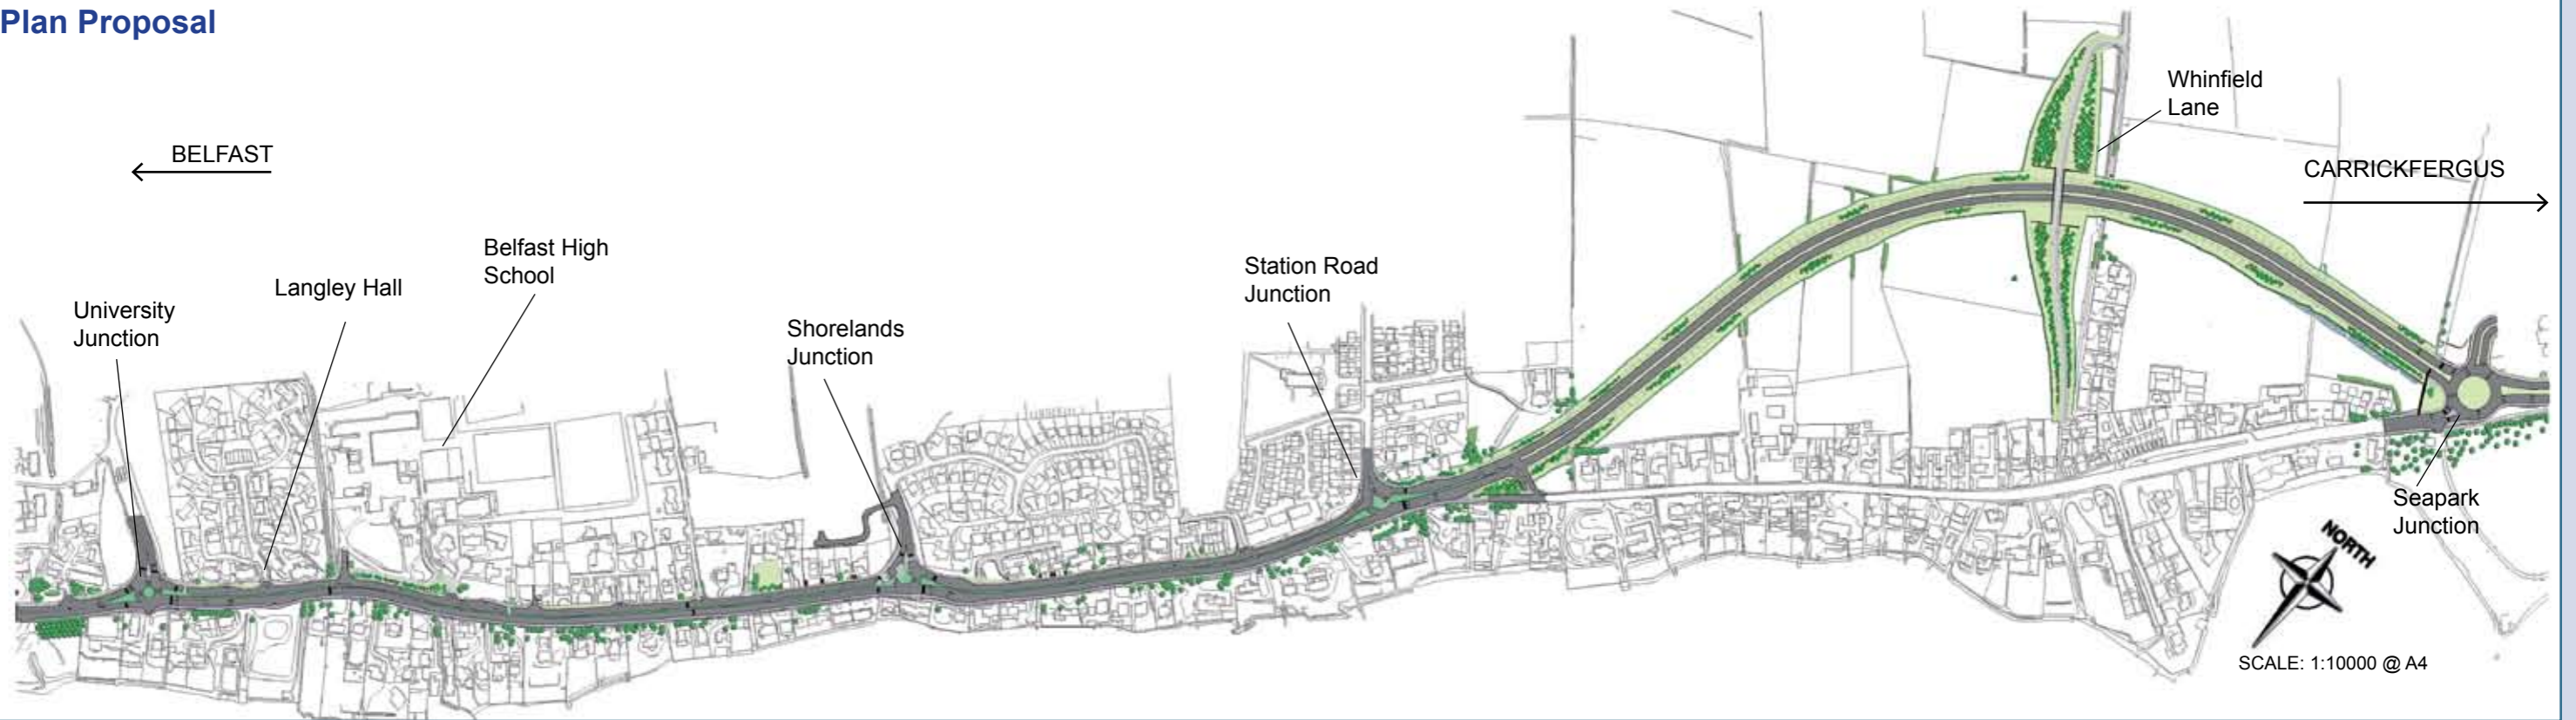 Plan Proposal
BELFAST
University
Junction
Langley Hall
Belfast High
School
Shorelands
Junction
Station Road
Junction
Whinfield
Lane
CARRICKFERGUS
Seapark
Junction
NORTH
SCALE: 1:10000 @ A4